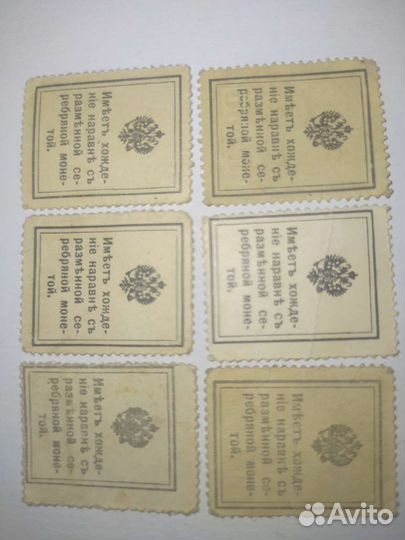 Имѣетъ хожде-
ніе наравнѣ съ
размѣнной се-
ребряной моне-
той.
Имѣетъ хожде-
ніе наравнѣ съ
размѣнной се-
ребряной моне-
той.
Имѣетъ хожде-
ніе наравнѣ съ
размѣнной се-
ребряной моне-
той.
Имѣетъ хожде-
ніе наравнѣ съ
размѣнной се-
ребряной моне-
той.
Имѣетъ хожде-
ніе наравнѣ съ
размѣнной се-
ребряной моне-
той.
Имѣетъ хожде-
ніе наравнѣ съ
размѣнной се-
ребряной моне-
той.
Avito